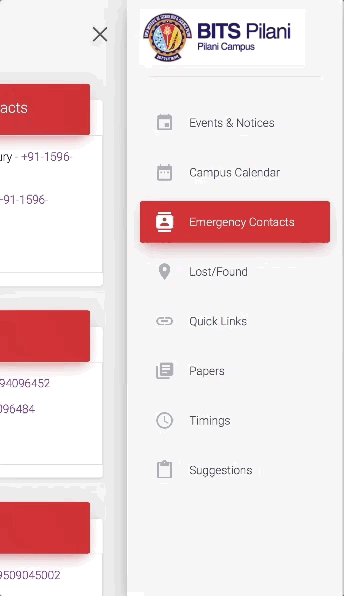 BITS Pilani
Pilani Campus
Events & Notices
Campus Calendar
Emergency Contacts
Lost/Found
Quick Links
Papers
Timings
Suggestions
acts
ury - +91-1596-
-91-1596-
94096452
096484
9509045002